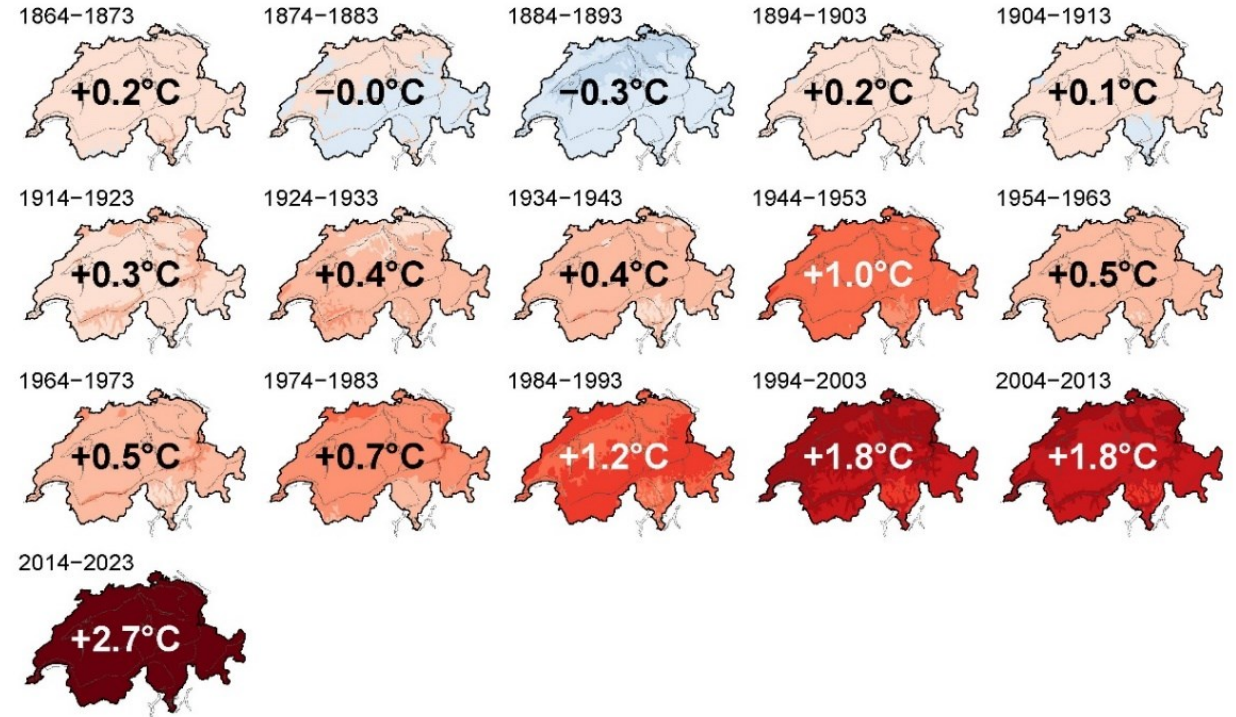 1864−1873
+0.2°C
1874−1883
−0.0°C
1884−1893
−0.3°C
1894−1903
+0.2°C
1904−1913
+0.1°C
1914−1923
+0.3°C
1924−1933
+0.4°C
1934−1943
+0.4°C
1944−1953
+1.0°C
1954−1963
+0.5°C
1964−1973
+0.5°C
1974−1983
+0.7°C
1984−1993
+1.2°C
1994−2003
+1.8°C
2004−2013
+1.8°C
2014−2023
+2.7°C